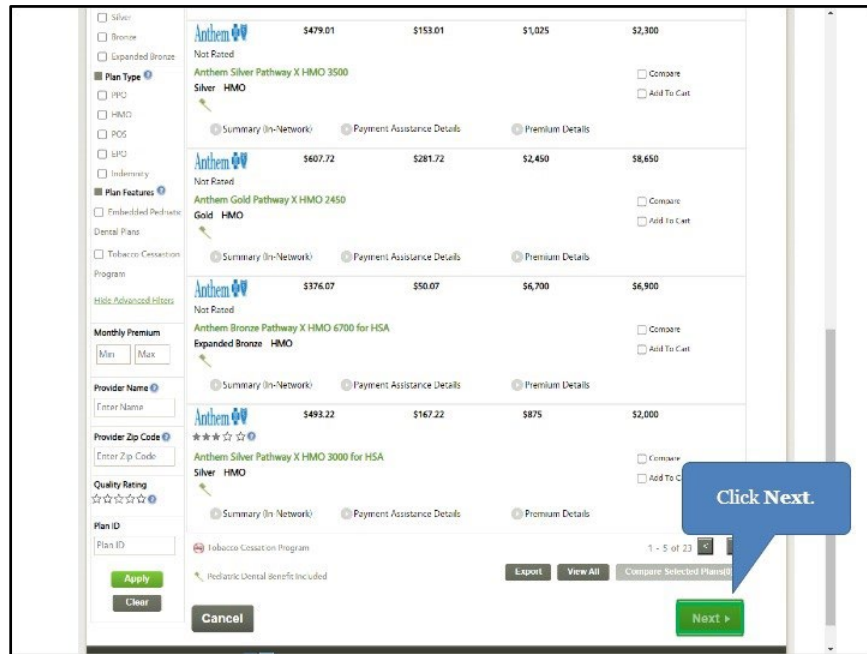 Silver
Bronze
Expanded Bronze
Plan Type
PPO
HMO
POS
EPO
Indemnity
Plan Features
Embedded Pediatric
Dental Plans
Tobacco Cessation
Program
Hide Advanced Filters
Monthly Premium
Min Max
Provider Name
Enter Name
Provider Zip Code
Enter Zip Code
Quality Rating
Plan ID
Plan ID
Apply
Clear
Anthem $479.01 $153.01 $1,025 $2,300
Not Rated
Anthem Silver Pathway X HMO 3500
Silver HMO
Compare
Add To Cart
Summary (In-Network) Payment Assistance Details Premium Details
Anthem $607.72 $281.72 $2,450 $8,650
Not Rated
Anthem Gold Pathway X HMO 2450
Gold HMO
Compare
Add To Cart
Summary (In-Network) Payment Assistance Details Premium Details
Anthem $376.07 $50.07 $6,700 $6,900
Not Rated
Anthem Bronze Pathway X HMO 6700 for HSA
Expanded Bronze HMO
Compare
Add To Cart
Summary (In-Network) Payment Assistance Details Premium Details
Anthem $493.22 $167.22 $875 $2,000
Anthem Silver Pathway X HMO 3000 for HSA
Silver HMO
Compare
Add To C
Summary (In-Network) Payment Assistance Details Premium Details
Click Next.
Tobacco Cessation Program 1 - 5 of 23 <
Pediatric Dental Benefit Included
Export View All Compare Selected Plans(0)
Cancel Next